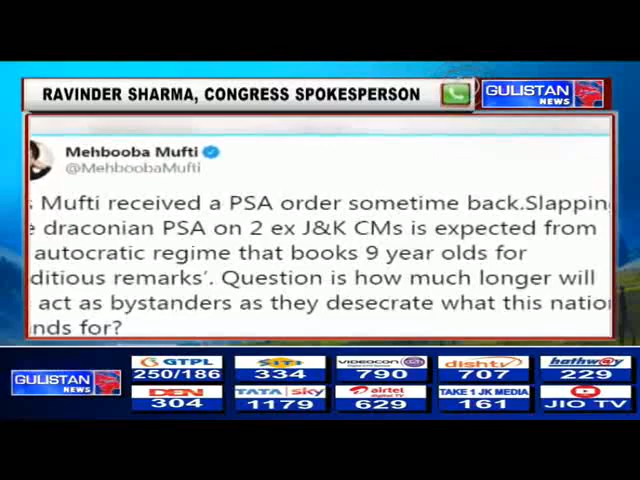 RAVINDER SHARMA, CONGRESS SPOKESPERSON
GULISTAN
NEWS
Mehbooba Mufti
@MehboobaMufti
s Mufti received a PSA order sometime back.Slapping
e draconian PSA on 2 ex J&K CMs is expected from
autocratic regime that books 9 year olds for
ditious remarks'. Question is how much longer will
act as bystanders as they desecrate what this natio
nds for?
GULISTAN
NEWS
GTPL
250/186
SITI
334
VIDEOCON
790
dishtv
707
hathway
229
DEN
304
TATA sky
1179
airtel
digital TV
629
TAKE 1 JK MEDIA
161
JIO TV